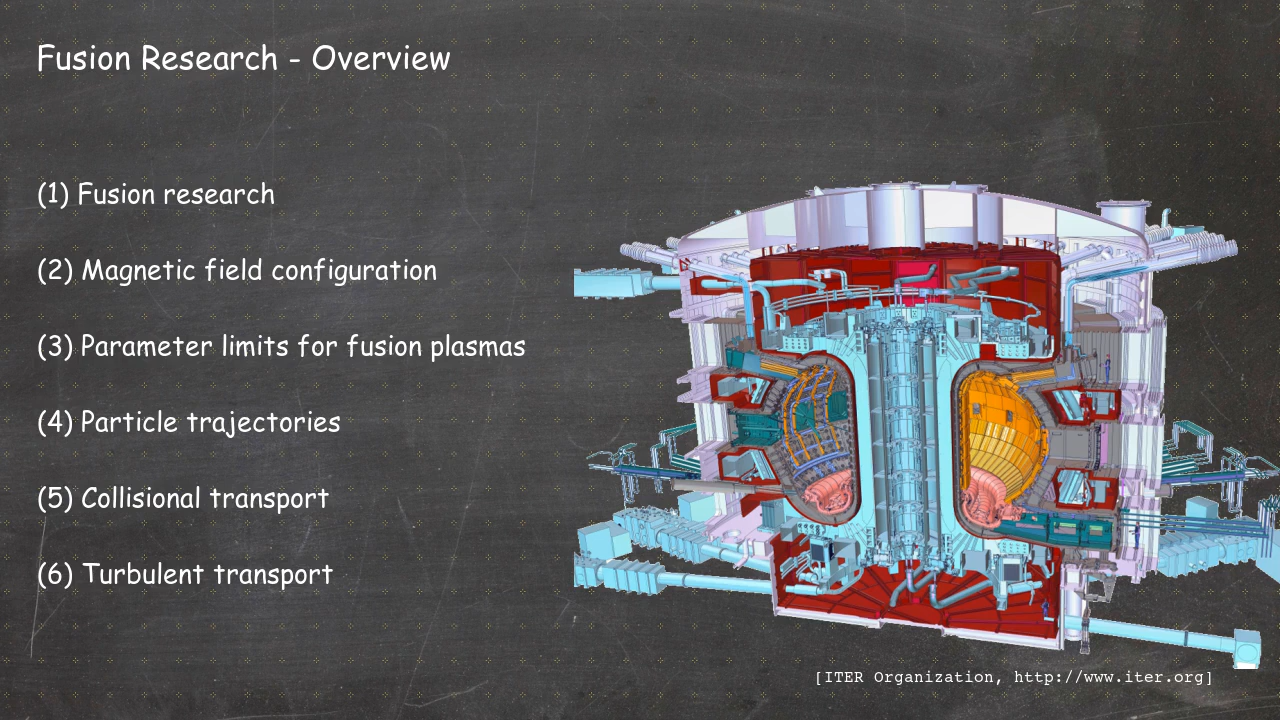 Fusion Research - Overview
(1) Fusion research
(2) Magnetic field configuration
(3) Parameter limits for fusion plasmas
(4) Particle trajectories
(5) Collisional transport
(6) Turbulent transport
[ITER Organization, http://www.iter.org]